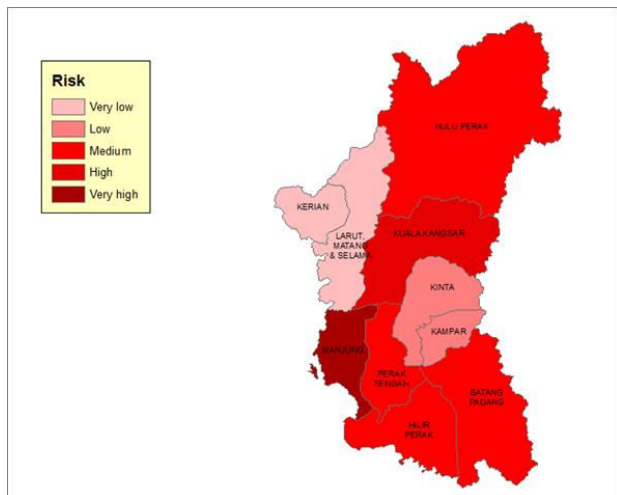 Risk
Very low
Low
Medium
High
Very high
HULU PERAK
KERIAN
LARUT,
MATANG
& SELAMA
KUALA KANGSAR
KINTA
KAMPAR
MANJUNG
PERAK
TENGAH
BATANG
PADANG
HILIR
PERAK